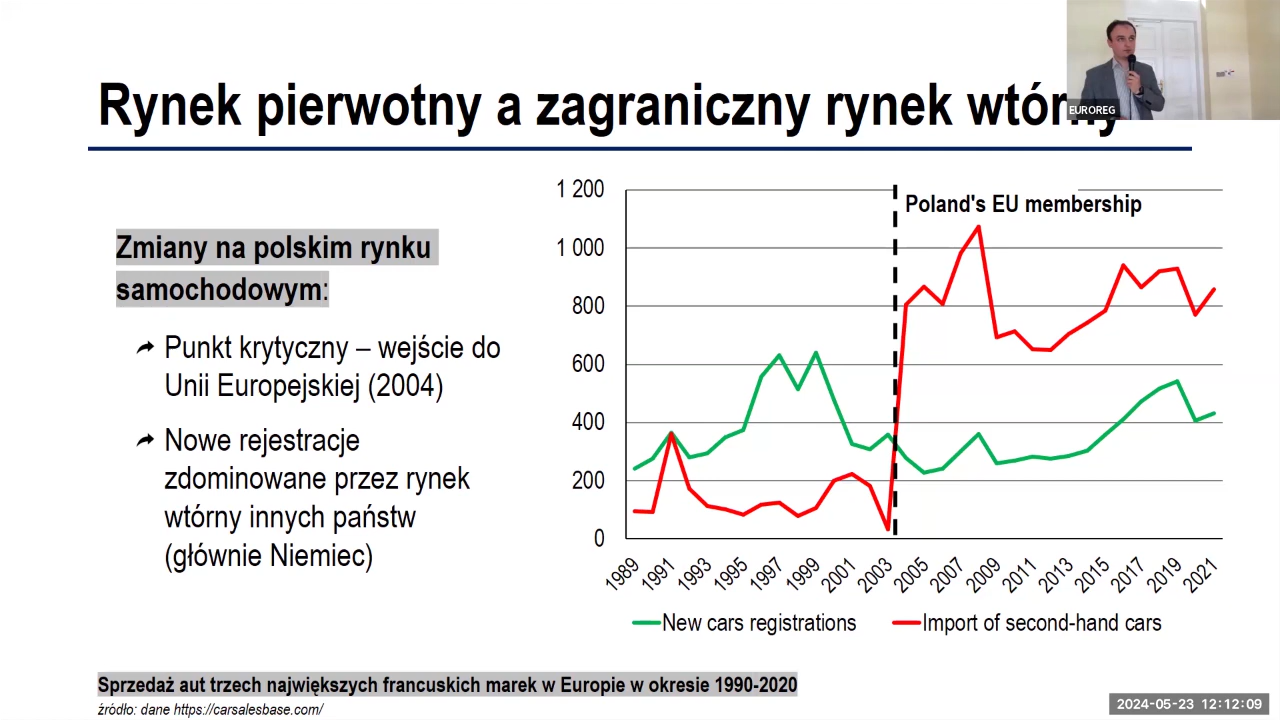 Rynek pierwotny a zagraniczny rynek wtórny
EUROREG
Zmiany na polskim rynku
samochodowym:
Punkt krytyczny – wejście do
Unii Europejskiej (2004)
Nowe rejestracje
zdominowane przez rynek
wtórny innych państw
(głównie Niemiec)
1 200
1 000
800
600
400
200
0
Poland's EU membership
1989
1991
1993
1995
1997
1999
2001
2003
2005
2007
2009
2011
2013
2015
2017
2019
2021
New cars registrations
Import of second-hand cars
Sprzedaż aut trzech największych francuskich marek w Europie w okresie 1990-2020
źródło: dane https://carsalesbase.com/
2024-05-23 12:12:09